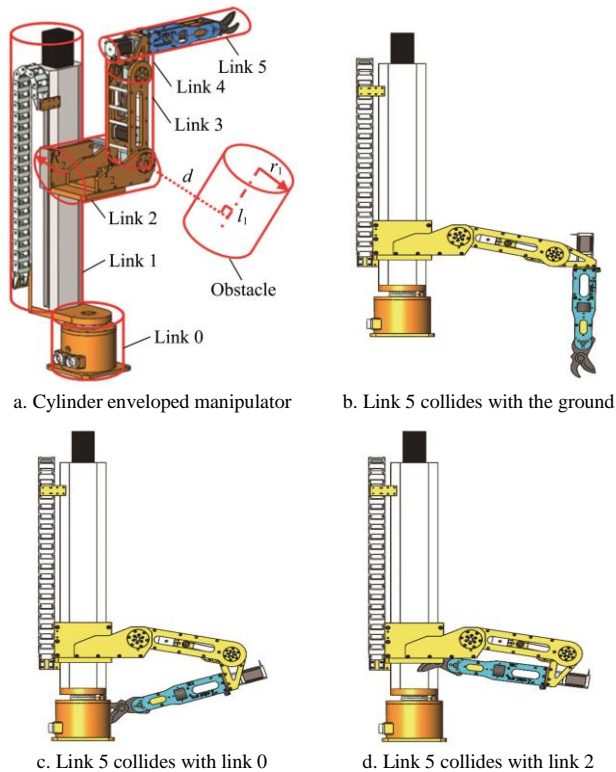 Link 5
Link 4
Link 3
d
r₁
l₁
Link 2
Link 1
Obstacle
Link 0
a. Cylinder enveloped manipulator
b. Link 5 collides with the ground
c. Link 5 collides with link 0
d. Link 5 collides with link 2